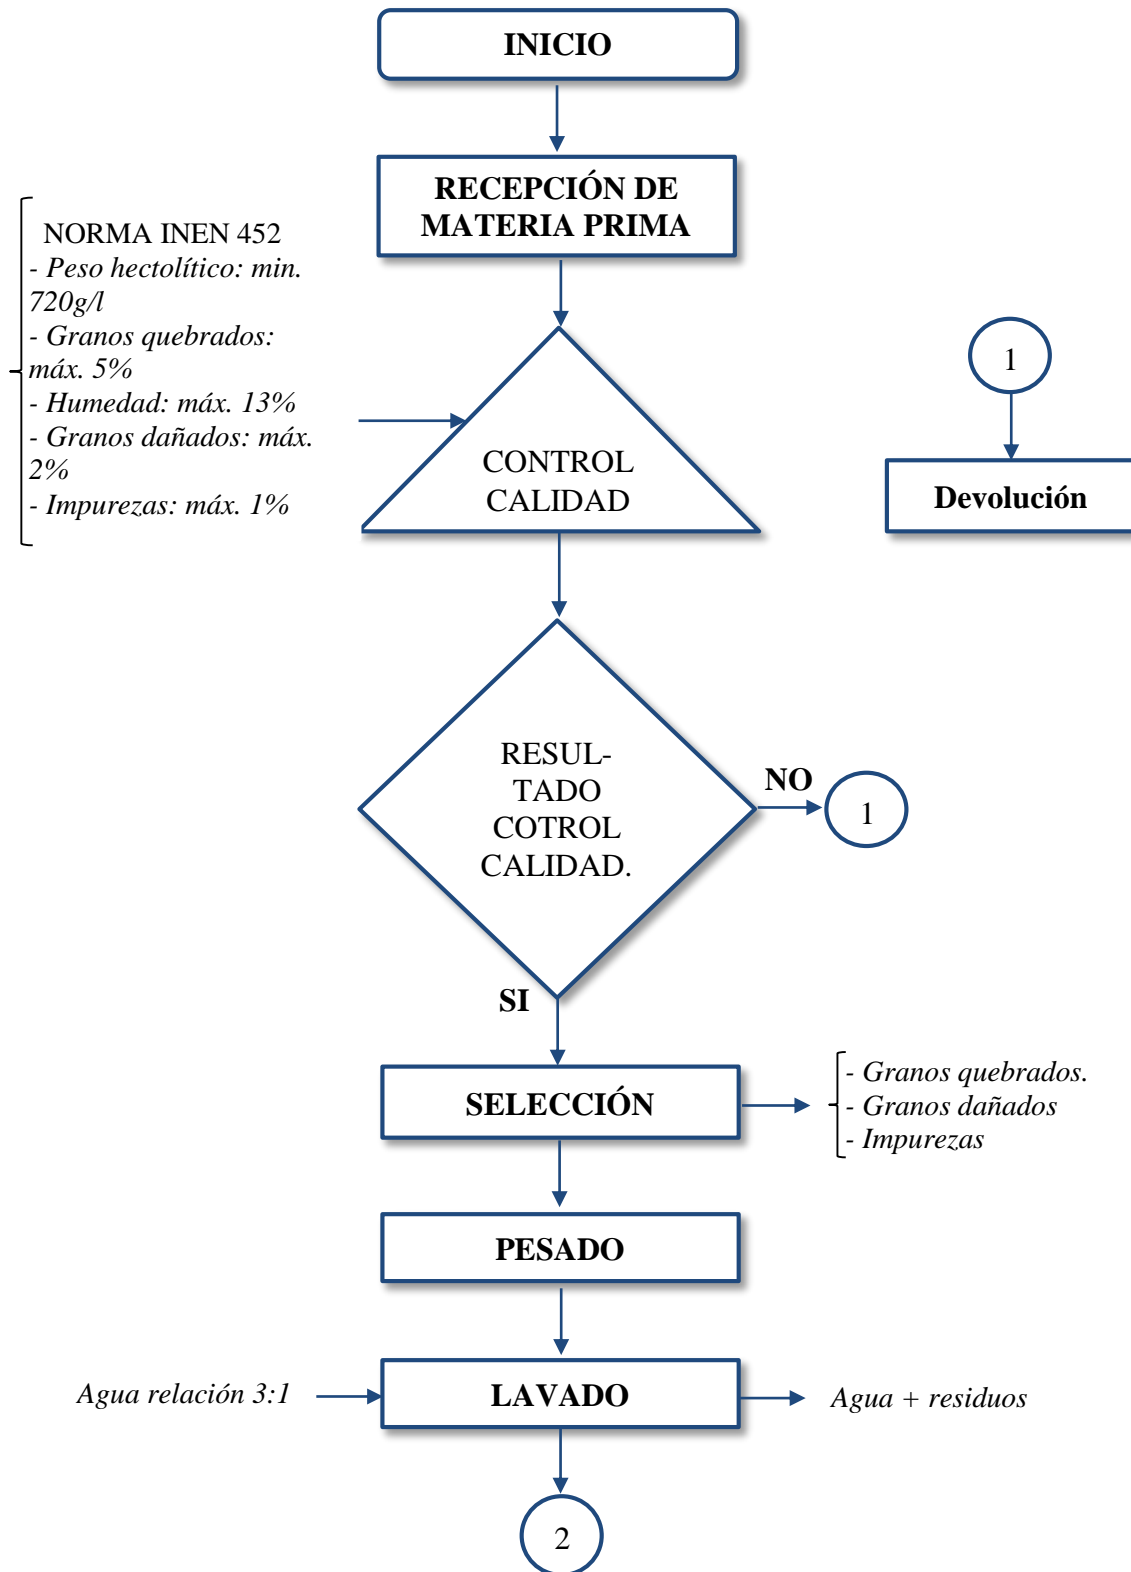 INICIO
RECEPCIÓN DE
MATERIA PRIMA
NORMA INEN 452
- Peso hectolítico: min.
720g/l
- Granos quebrados:
máx. 5%
- Humedad: máx. 13%
- Granos dañados: máx.
2%
- Impurezas: máx. 1%
CONTROL
CALIDAD
1
Devolución
RESUL-
TADO
COTROL
CALIDAD.
NO
1
SI
SELECCIÓN
- Granos quebrados.
- Granos dañados
- Impurezas
PESADO
Agua relación 3:1
LAVADO
Agua + residuos
2